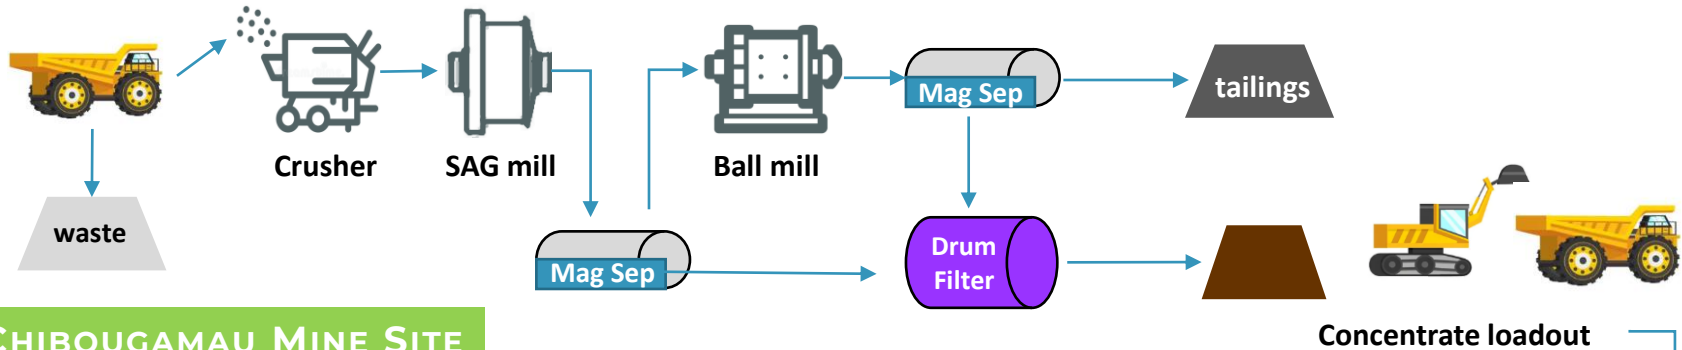 Mag Sep
tailings
Crusher
SAG mill
Ball mill
waste
Mag Sep
Drum
Filter
CHIBOUGAMAU MINE SITE
Concentrate loadout